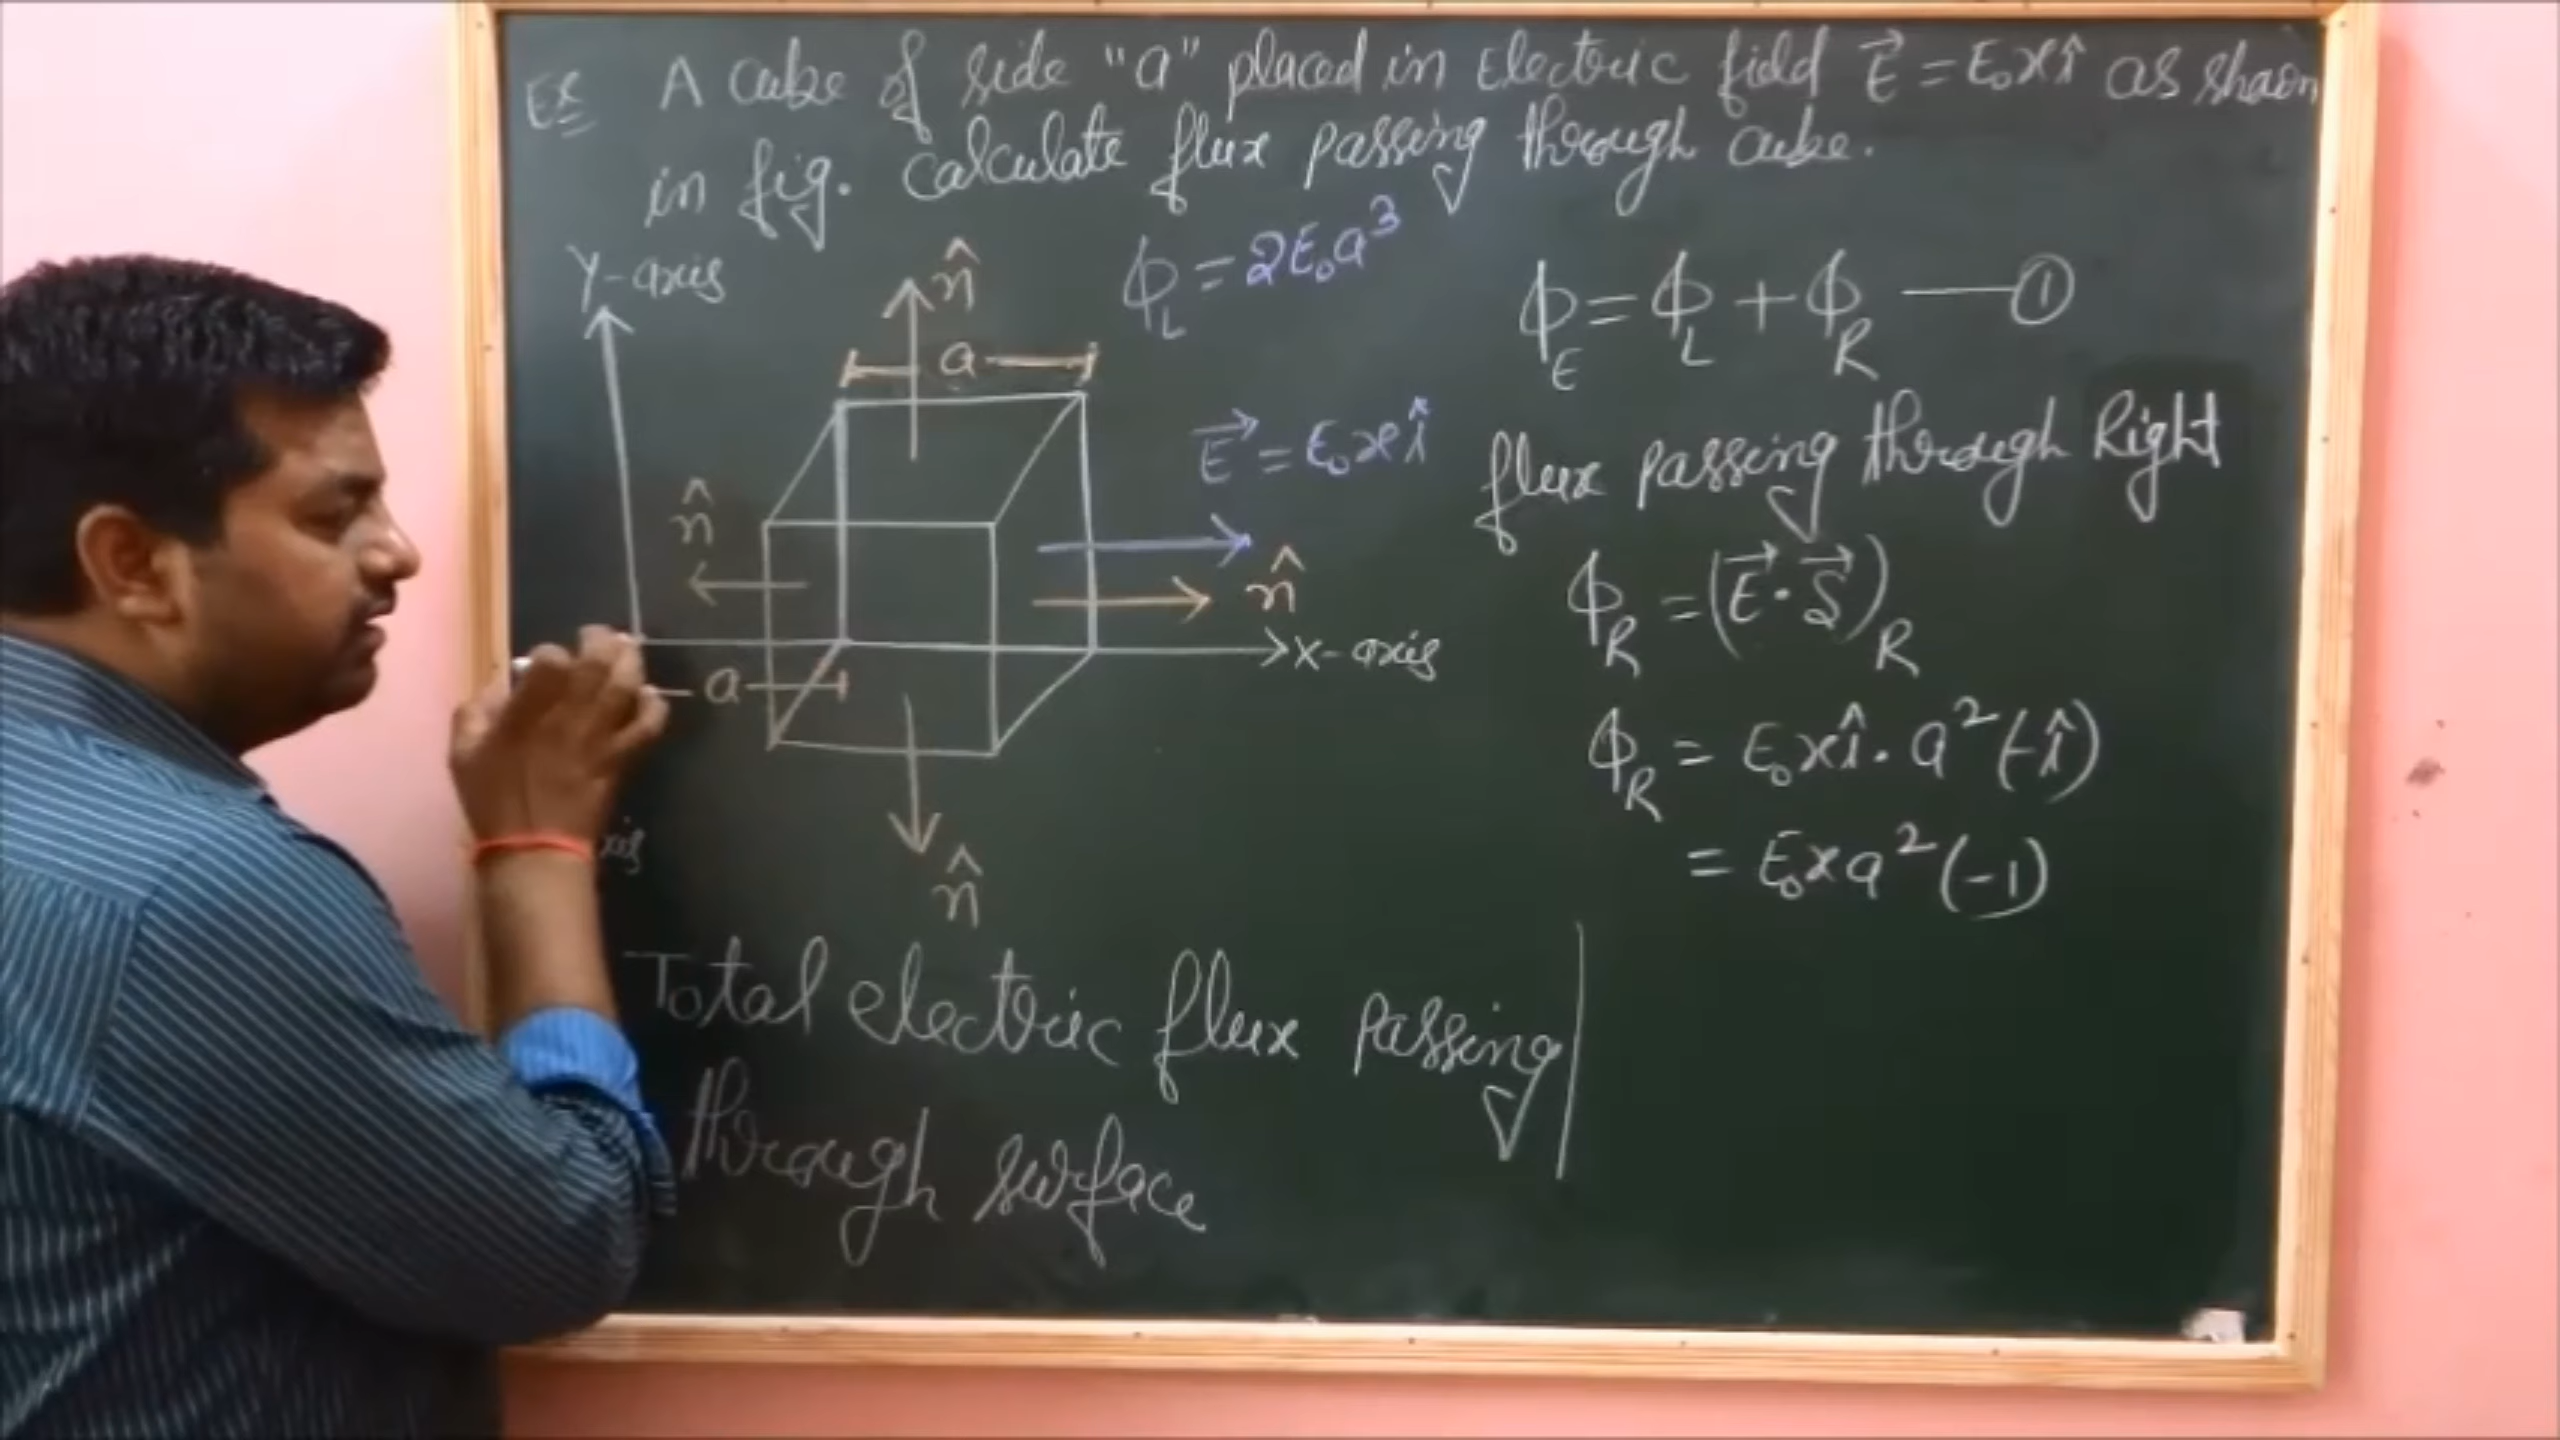 Ex A cube of side "a" placed in Electric field E⃗ = E₀xî as shaon
in fig. calculate flux passing through cube.
Y-axis
n̂
ϕ_L = 2E₀a³
a
E⃗ = E₀xî
n̂
n̂
X-axis
a
n̂
xis
Total electric flux passing
through surface
ϕ_E = ϕ_L + ϕ_R —①
flux passing through Right
ϕ_R = (E⃗·S⃗)_R
ϕ_R = E₀xî·a²(-î)
= E₀xa²(-1)